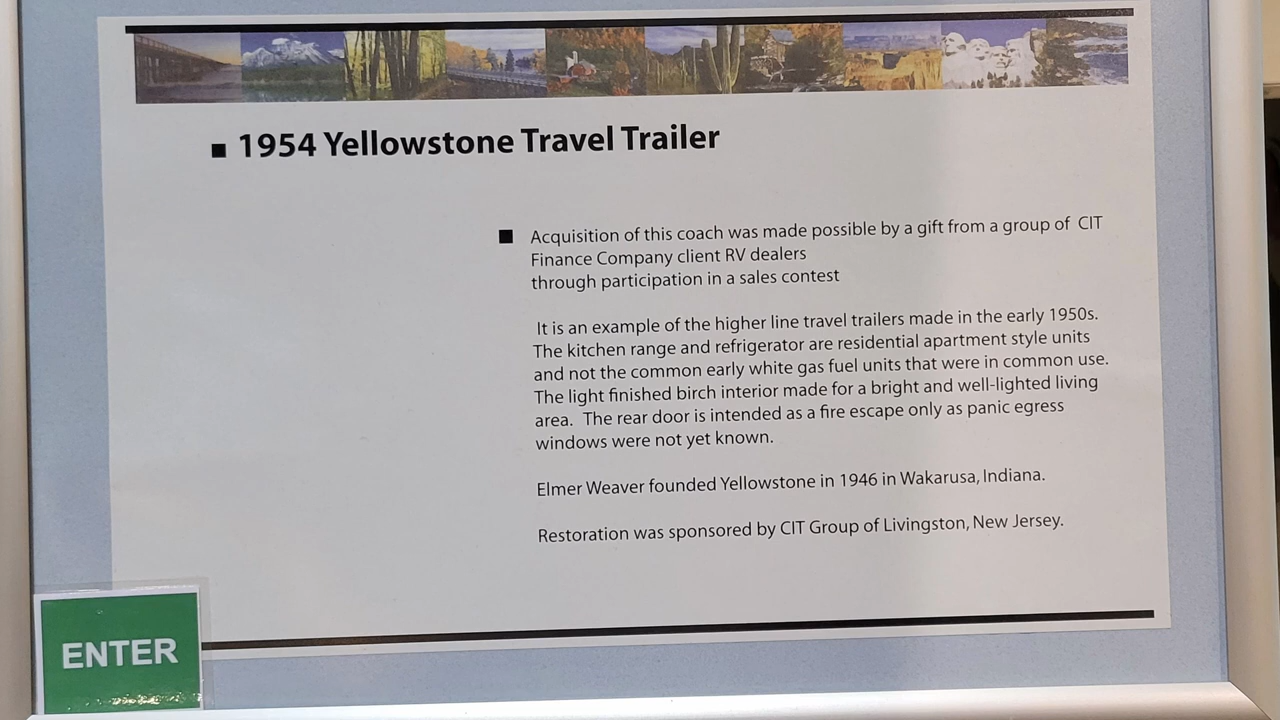 ■ 1954 Yellowstone Travel Trailer
■ Acquisition of this coach was made possible by a gift from a group of CIT
Finance Company client RV dealers
through participation in a sales contest
It is an example of the higher line travel trailers made in the early 1950s.
The kitchen range and refrigerator are residential apartment style units
and not the common early white gas fuel units that were in common use.
The light finished birch interior made for a bright and well-lighted living
area. The rear door is intended as a fire escape only as panic egress
windows were not yet known.
Elmer Weaver founded Yellowstone in 1946 in Wakarusa, Indiana.
Restoration was sponsored by CIT Group of Livingston, New Jersey.
ENTER